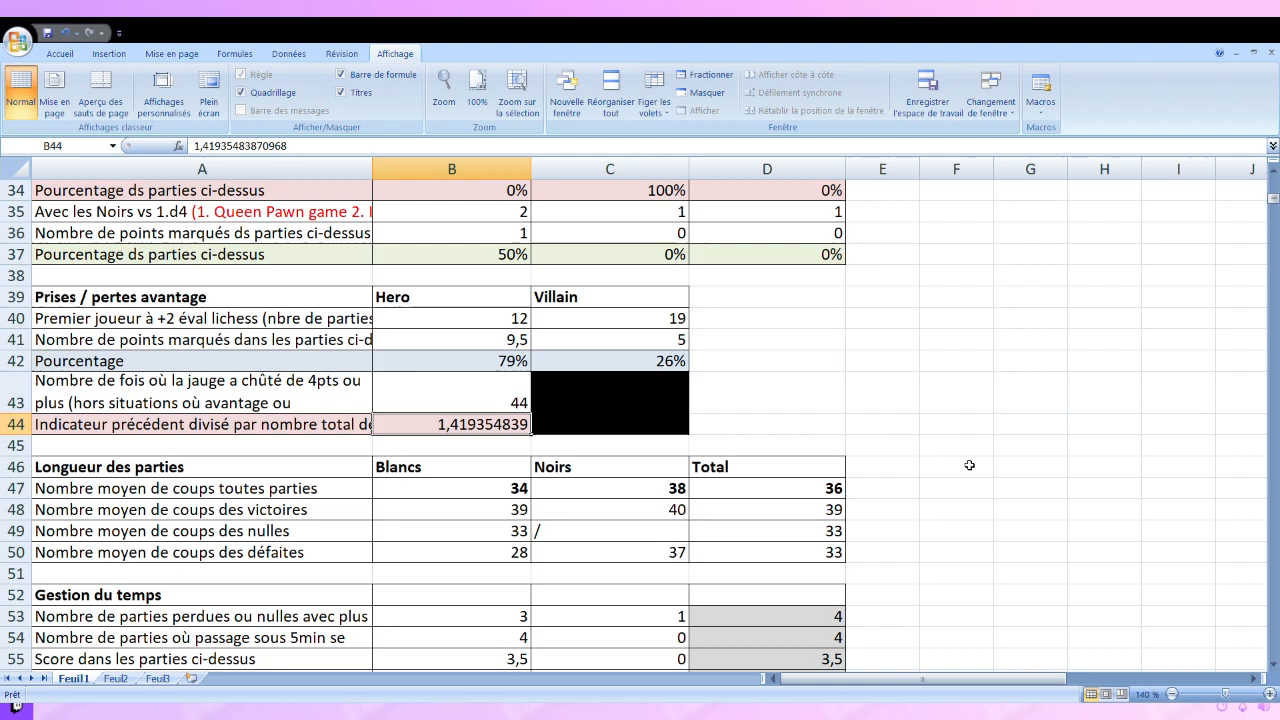 Accueil Insertion Mise en page Formules Données Révision Affichage
Normal Mise en page Aperçu des sauts de page Affichages personnalisés Plein écran
Affichages classeur
Règle Barre de formule
Quadrillage Titres
Barre des messages
Afficher/Masquer
Zoom 100% Zoom sur la sélection
Zoom
Nouvelle fenêtre Réorganiser tout Figer les volets
Fractionner Afficher côte à côte
Masquer Défilement synchrone
Afficher Rétablir la position de la fenêtre
Enregistrer l'espace de travail Changement de fenêtre
Fenêtre
Macros
Macros
B44 fx 1,41935483870968
A B C D E F G H I J
34 Pourcentage ds parties ci-dessus 0% 100% 0%
35 Avec les Noirs vs 1.d4 (1. Queen Pawn game 2. 2 1 1
36 Nombre de points marqués ds parties ci-dessus 1 0 0
37 Pourcentage ds parties ci-dessus 50% 0% 0%
38
39 Prises / pertes avantage Hero Villain
40 Premier joueur à +2 éval lichess (nbre de parties 12 19
41 Nombre de points marqués dans les parties ci-d 9,5 5
42 Pourcentage 79% 26%
Nombre de fois où la jauge a chûté de 4pts ou
43 plus (hors situations où avantage ou 44
44 Indicateur précédent divisé par nombre total de 1,419354839
45
46 Longueur des parties Blancs Noirs Total
47 Nombre moyen de coups toutes parties 34 38 36
48 Nombre moyen de coups des victoires 39 40 39
49 Nombre moyen de coups des nulles 33 / 33
50 Nombre moyen de coups des défaites 28 37 33
51
52 Gestion du temps
53 Nombre de parties perdues ou nulles avec plus 3 1 4
54 Nombre de parties où passage sous 5min se 4 0 4
55 Score dans les parties ci-dessus 3,5 0 3,5
Feuil1 Feuil2 Feuil3
Prêt 140 %